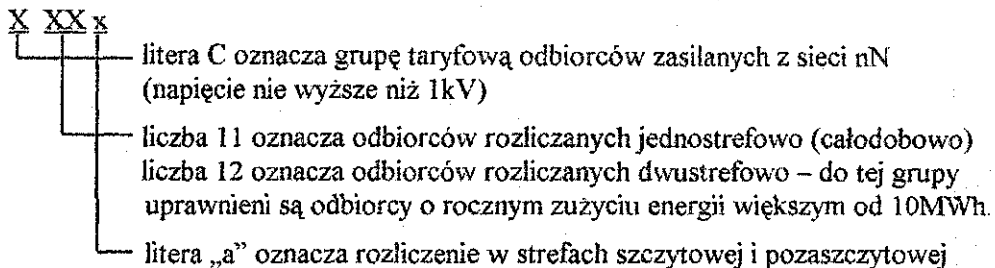 X XX x
litera C oznacza grupę taryfową odbiorców zasilanych z sieci nN
(napięcie nie wyższe niż 1kV)
liczba 11 oznacza odbiorców rozliczanych jednostrefowo (całodobowo)
liczba 12 oznacza odbiorców rozliczanych dwustrefowo – do tej grupy
uprawnieni są odbiorcy o rocznym zużyciu energii większym od 10MWh.
litera „a” oznacza rozliczenie w strefach szczytowej i pozaszczytowej